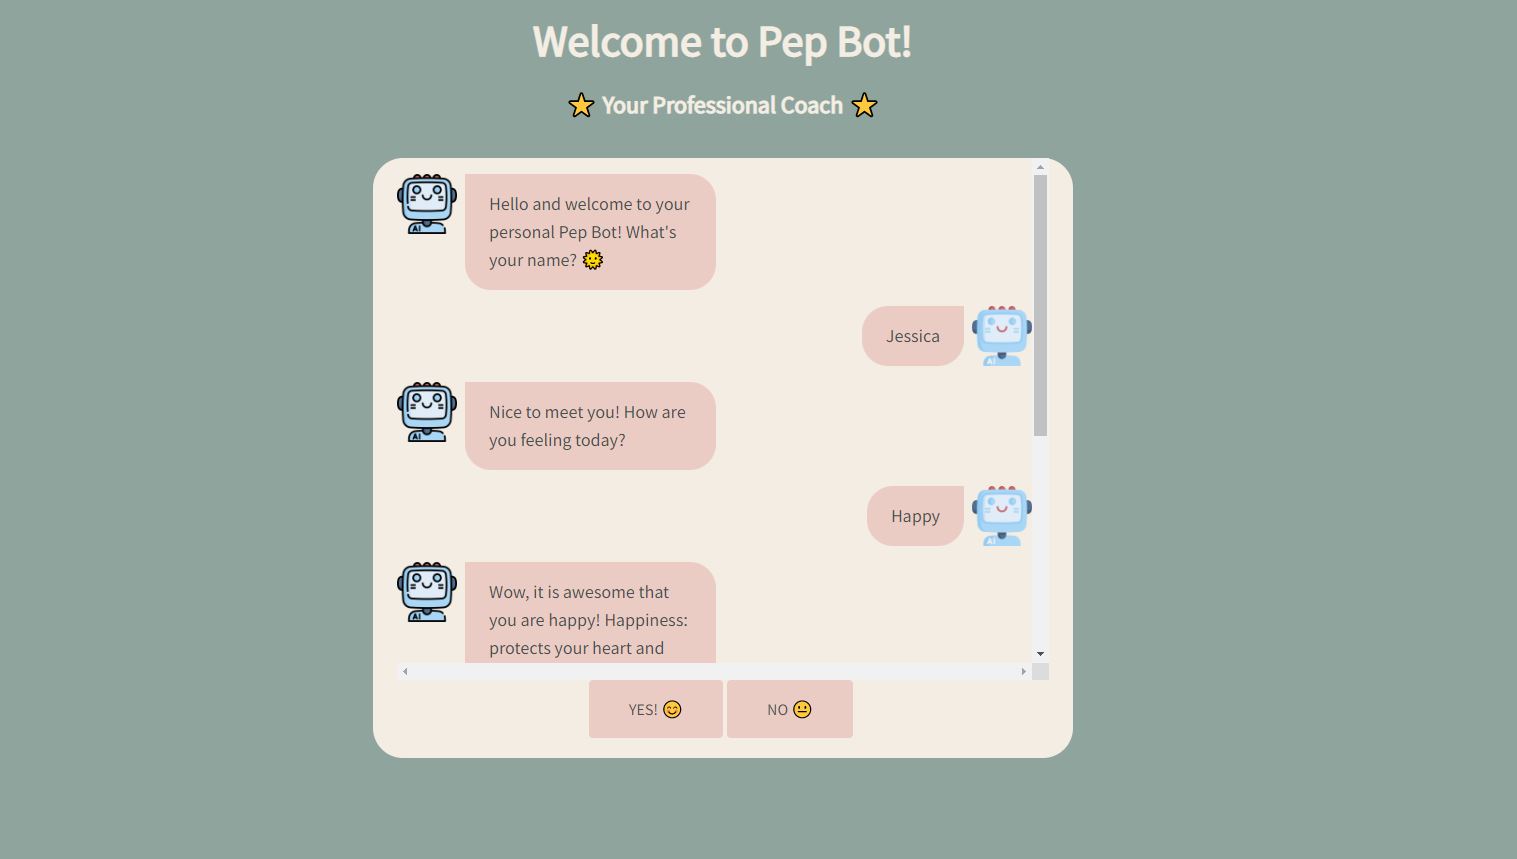 Welcome to Pep Bot!
⭐ Your Professional Coach ⭐
Hello and welcome to your
personal Pep Bot! What's
your name? 🌞
Jessica
AI
Nice to meet you! How are
you feeling today?
AI
Happy
AI
Wow, it is awesome that
you are happy! Happiness:
protects your heart and
AI
YES! 😊
NO 😐